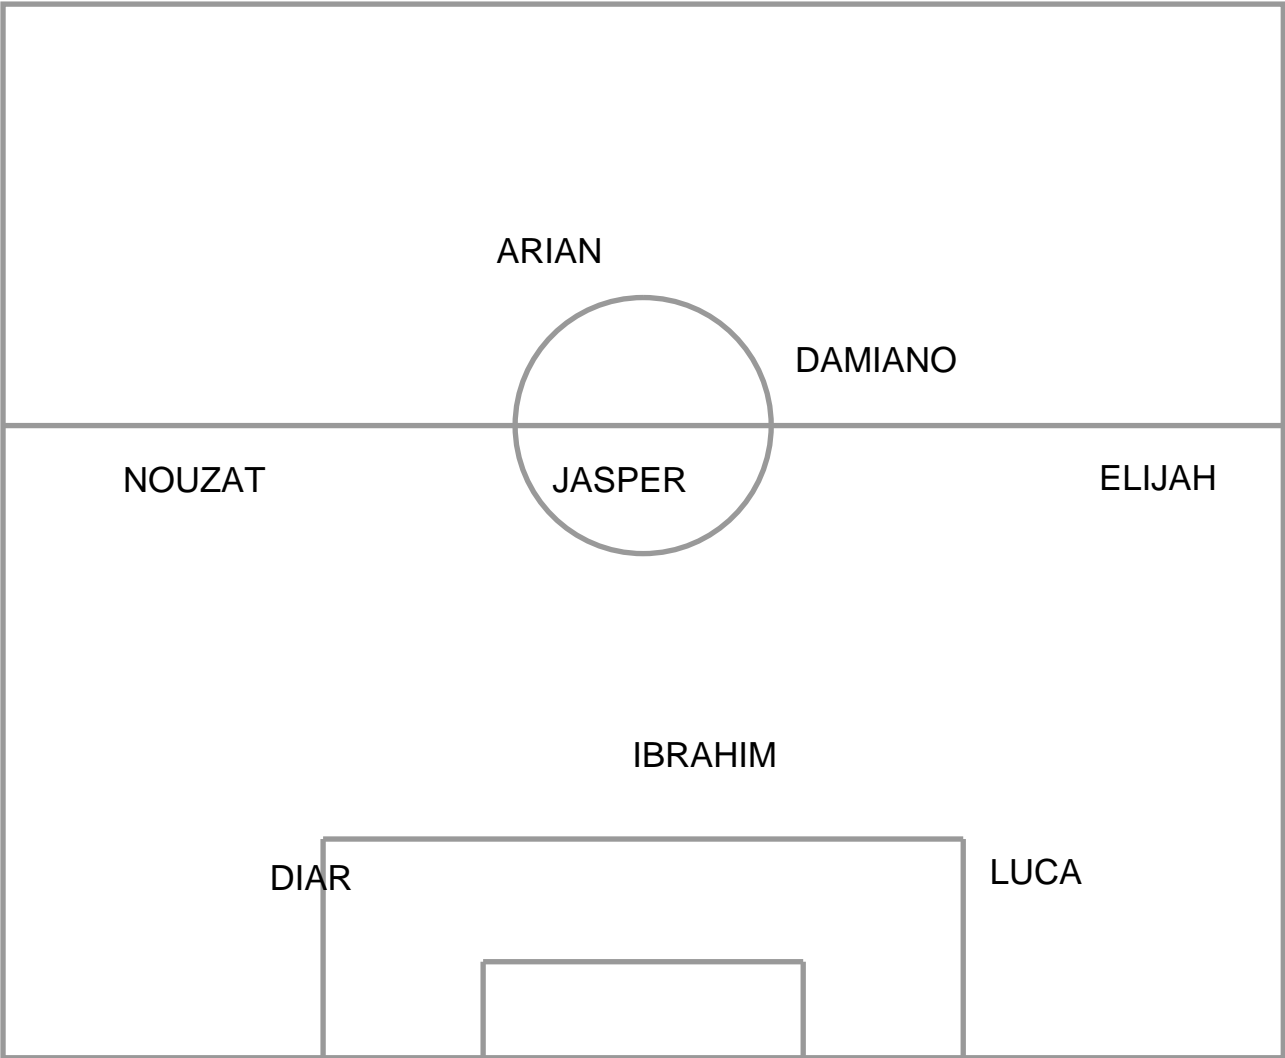 ARIAN
DAMIANO
NOUZAT JASPER ELIJAH
IBRAHIM
DIAR LUCA